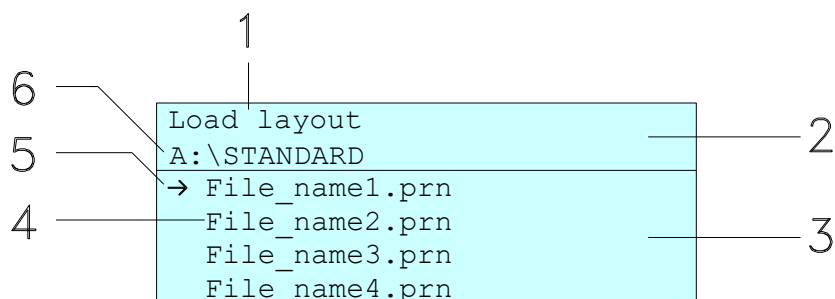 1
6
Load layout
2
A:\STANDARD
5
→ File_name1.prn
4
File_name2.prn
3
File_name3.prn
File_name4.prn